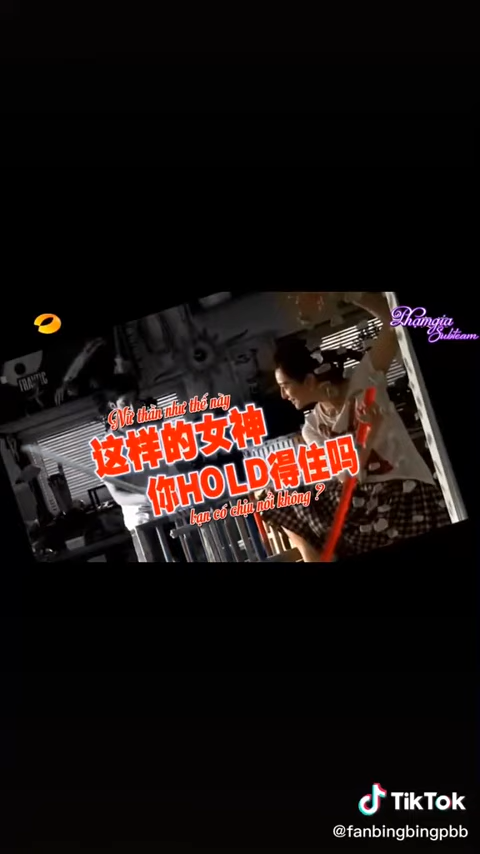 Phamgia
Subteam
FRANTIC
Nữ thần như thế này
这样的女神
你HOLD得住吗
bạn có chịu nổi không ?
TikTok
@fanbingbingpbb